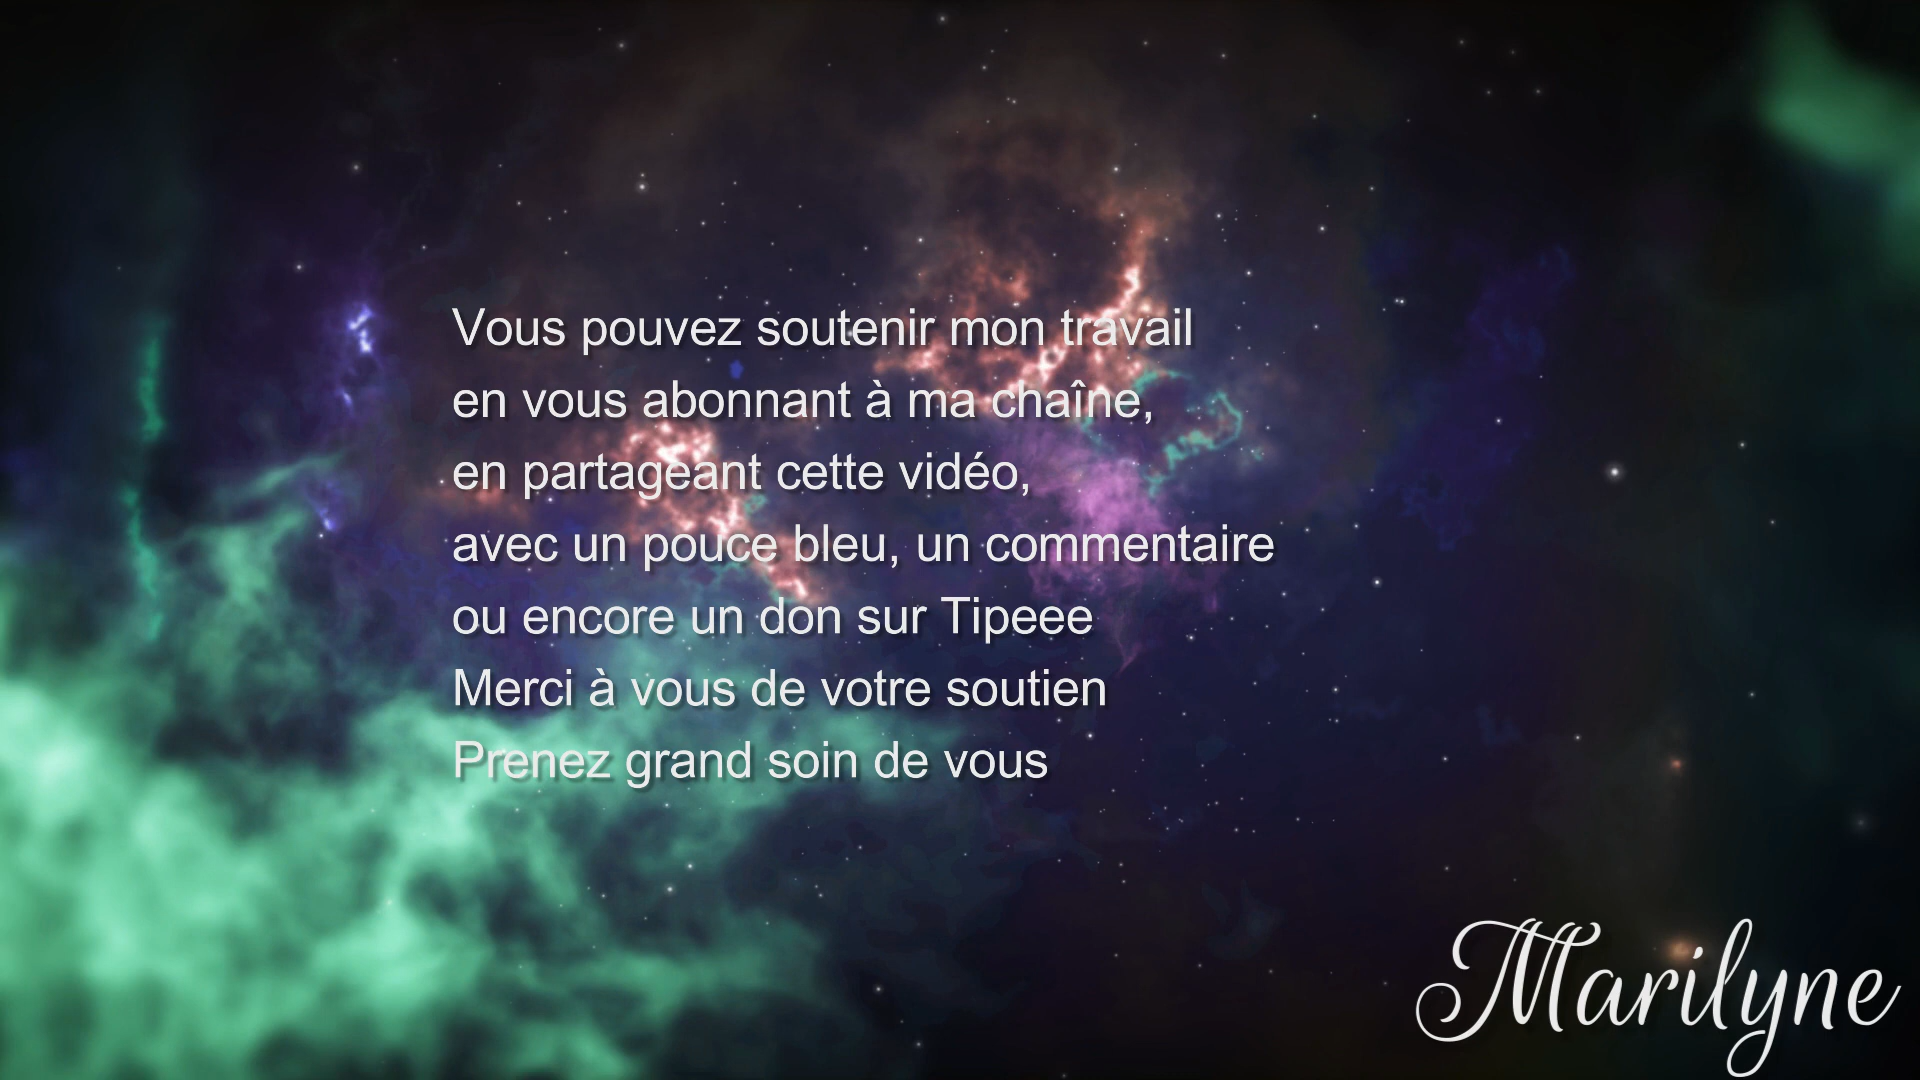 Vous pouvez soutenir mon travail
en vous abonnant à ma chaîne,
en partageant cette vidéo,
avec un pouce bleu, un commentaire
ou encore un don sur Tipeee
Merci à vous de votre soutien
Prenez grand soin de vous
Marilyne